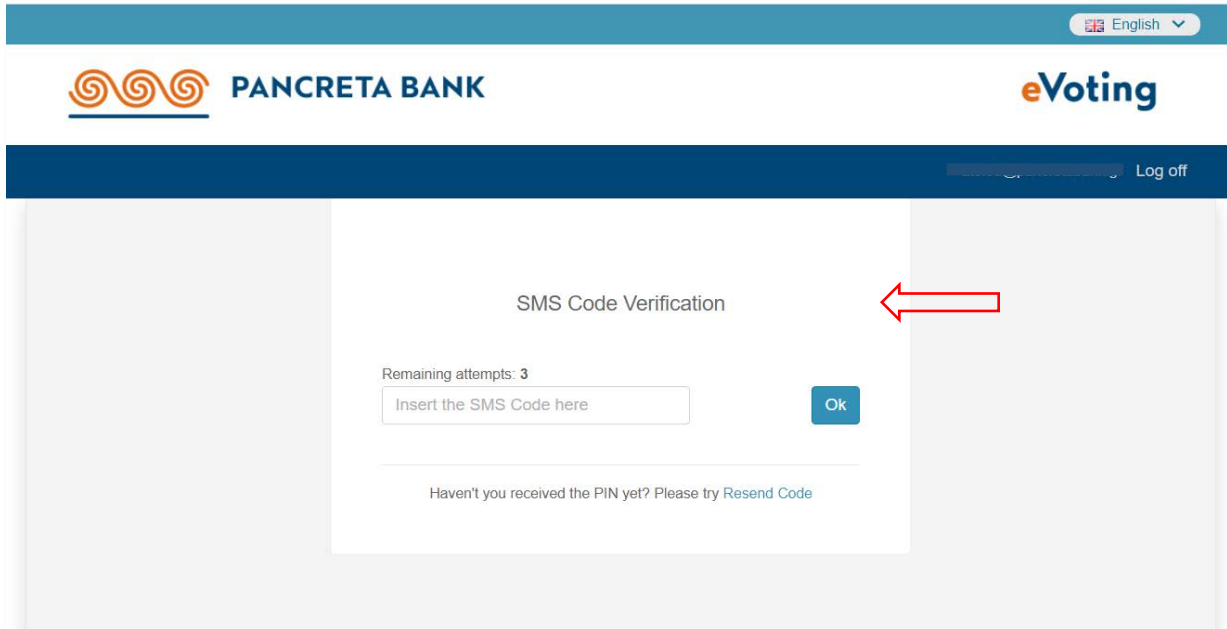 English
PANCRETA BANK
eVoting
Log off
SMS Code Verification
Remaining attempts: 3
Insert the SMS Code here
Ok
Haven't you received the PIN yet? Please try Resend Code